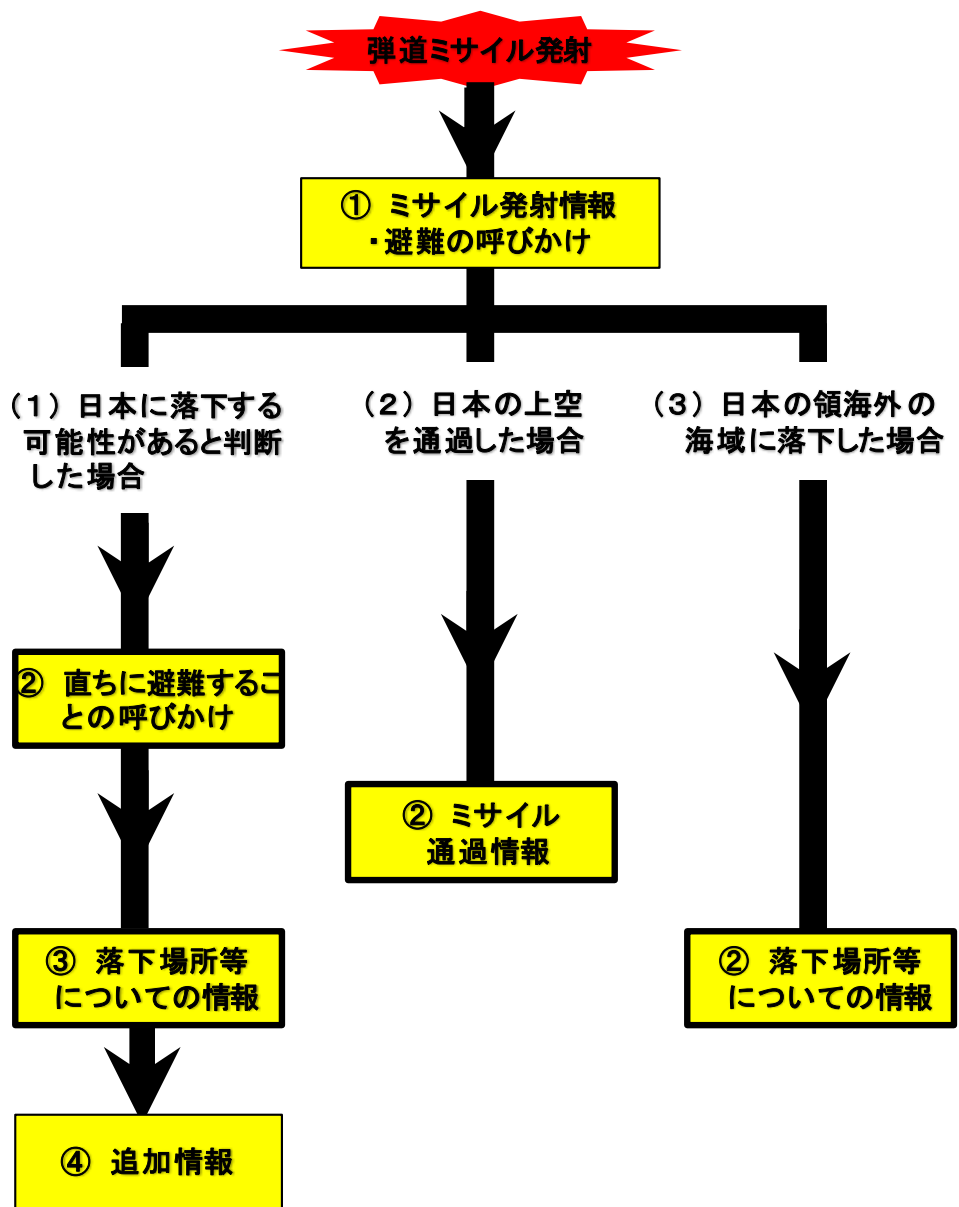 弾道ミサイル発射
① ミサイル発射情報
・避難の呼びかけ
（１）日本に落下する
可能性があると判断
した場合
（２）日本の上空
を通過した場合
（３）日本の領海外の
海域に落下した場合
② 直ちに避難するこ
との呼びかけ
② ミサイル
通過情報
③ 落下場所等
についての情報
② 落下場所等
についての情報
④ 追加情報